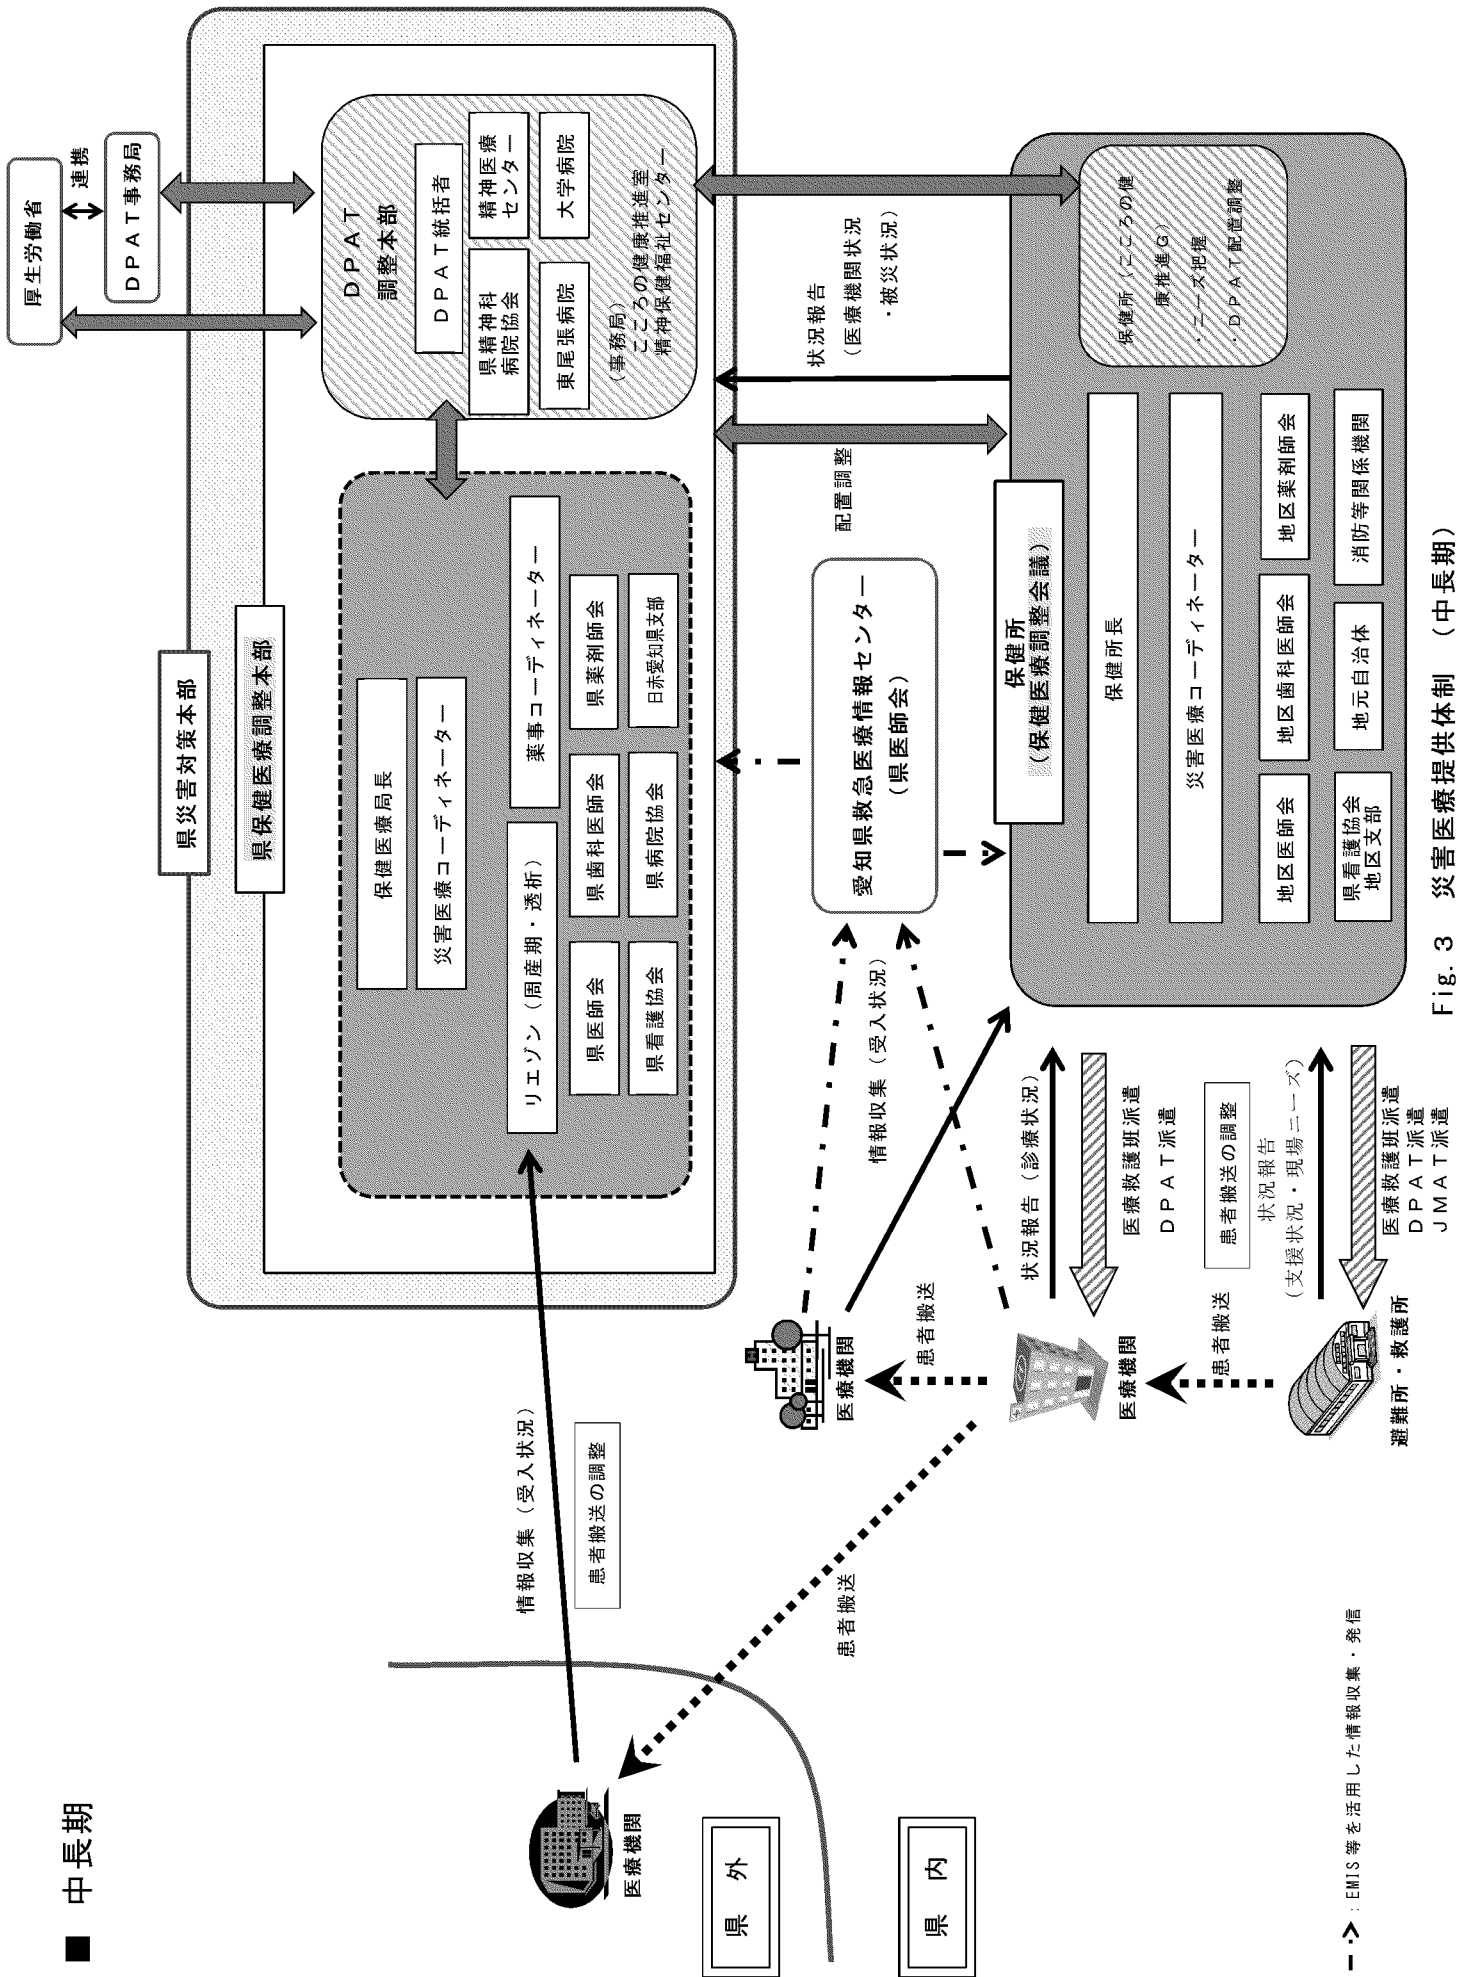 ■ 中長期
厚生労働省
連携
ＤＰＡＴ事務局
県災害対策本部
県保健医療調整本部
保健医療局長
災害医療コーディネーター
リエゾン（周産期・透析）
薬事コーディネーター
県医師会
県歯科医師会
県薬剤師会
県看護協会
県病院協会
日赤愛知県支部
ＤＰＡＴ
調整本部
ＤＰＡＴ統括者
県精神科
病院協会
精神医療
センター
東尾張病院
大学病院
（事務局）
こころの健康推進室
精神保健福祉センター
情報収集（受入状況）
患者搬送の調整
医療機関
県 外
県 内
患者搬送
医療機関
患者搬送
医療機関
患者搬送
避難所・救護所
情報収集（受入状況）
愛知県救急医療情報センター
（県医師会）
配置調整
状況報告
（医療機関状況
・被災状況）
状況報告（診療状況）
医療救護班派遣
ＤＰＡＴ派遣
患者搬送の調整
状況報告
（支援状況・現場ニーズ）
医療救護班派遣
ＤＰＡＴ派遣
ＪＭＡＴ派遣
保健所
（保健医療調整会議）
保健所長
災害医療コーディネーター
地区医師会
地区歯科医師会
地区薬剤師会
県看護協会
地区支部
地元自治体
消防等関係機関
保健所（こころの健
康推進G）
・ニーズ把握
・ＤＰＡＴ配置調整
：EMIS等を活用した情報収集・発信
Fig. 3 災害医療提供体制 （中長期）